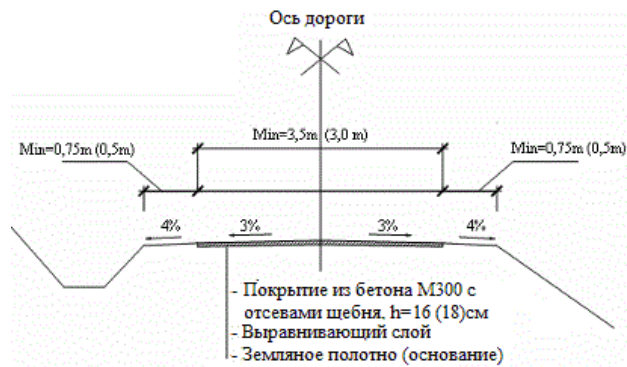 Ось дороги
Min=3,5m (3,0 m)
Min=0,75m (0,5m)
Min=0,75m (0,5m)
4%
3%
3%
4%
- Покрытие из бетона М300 с
отсевами щебня, h=16 (18)см
- Выравнивающий слой
- Земляное полотно (основание)